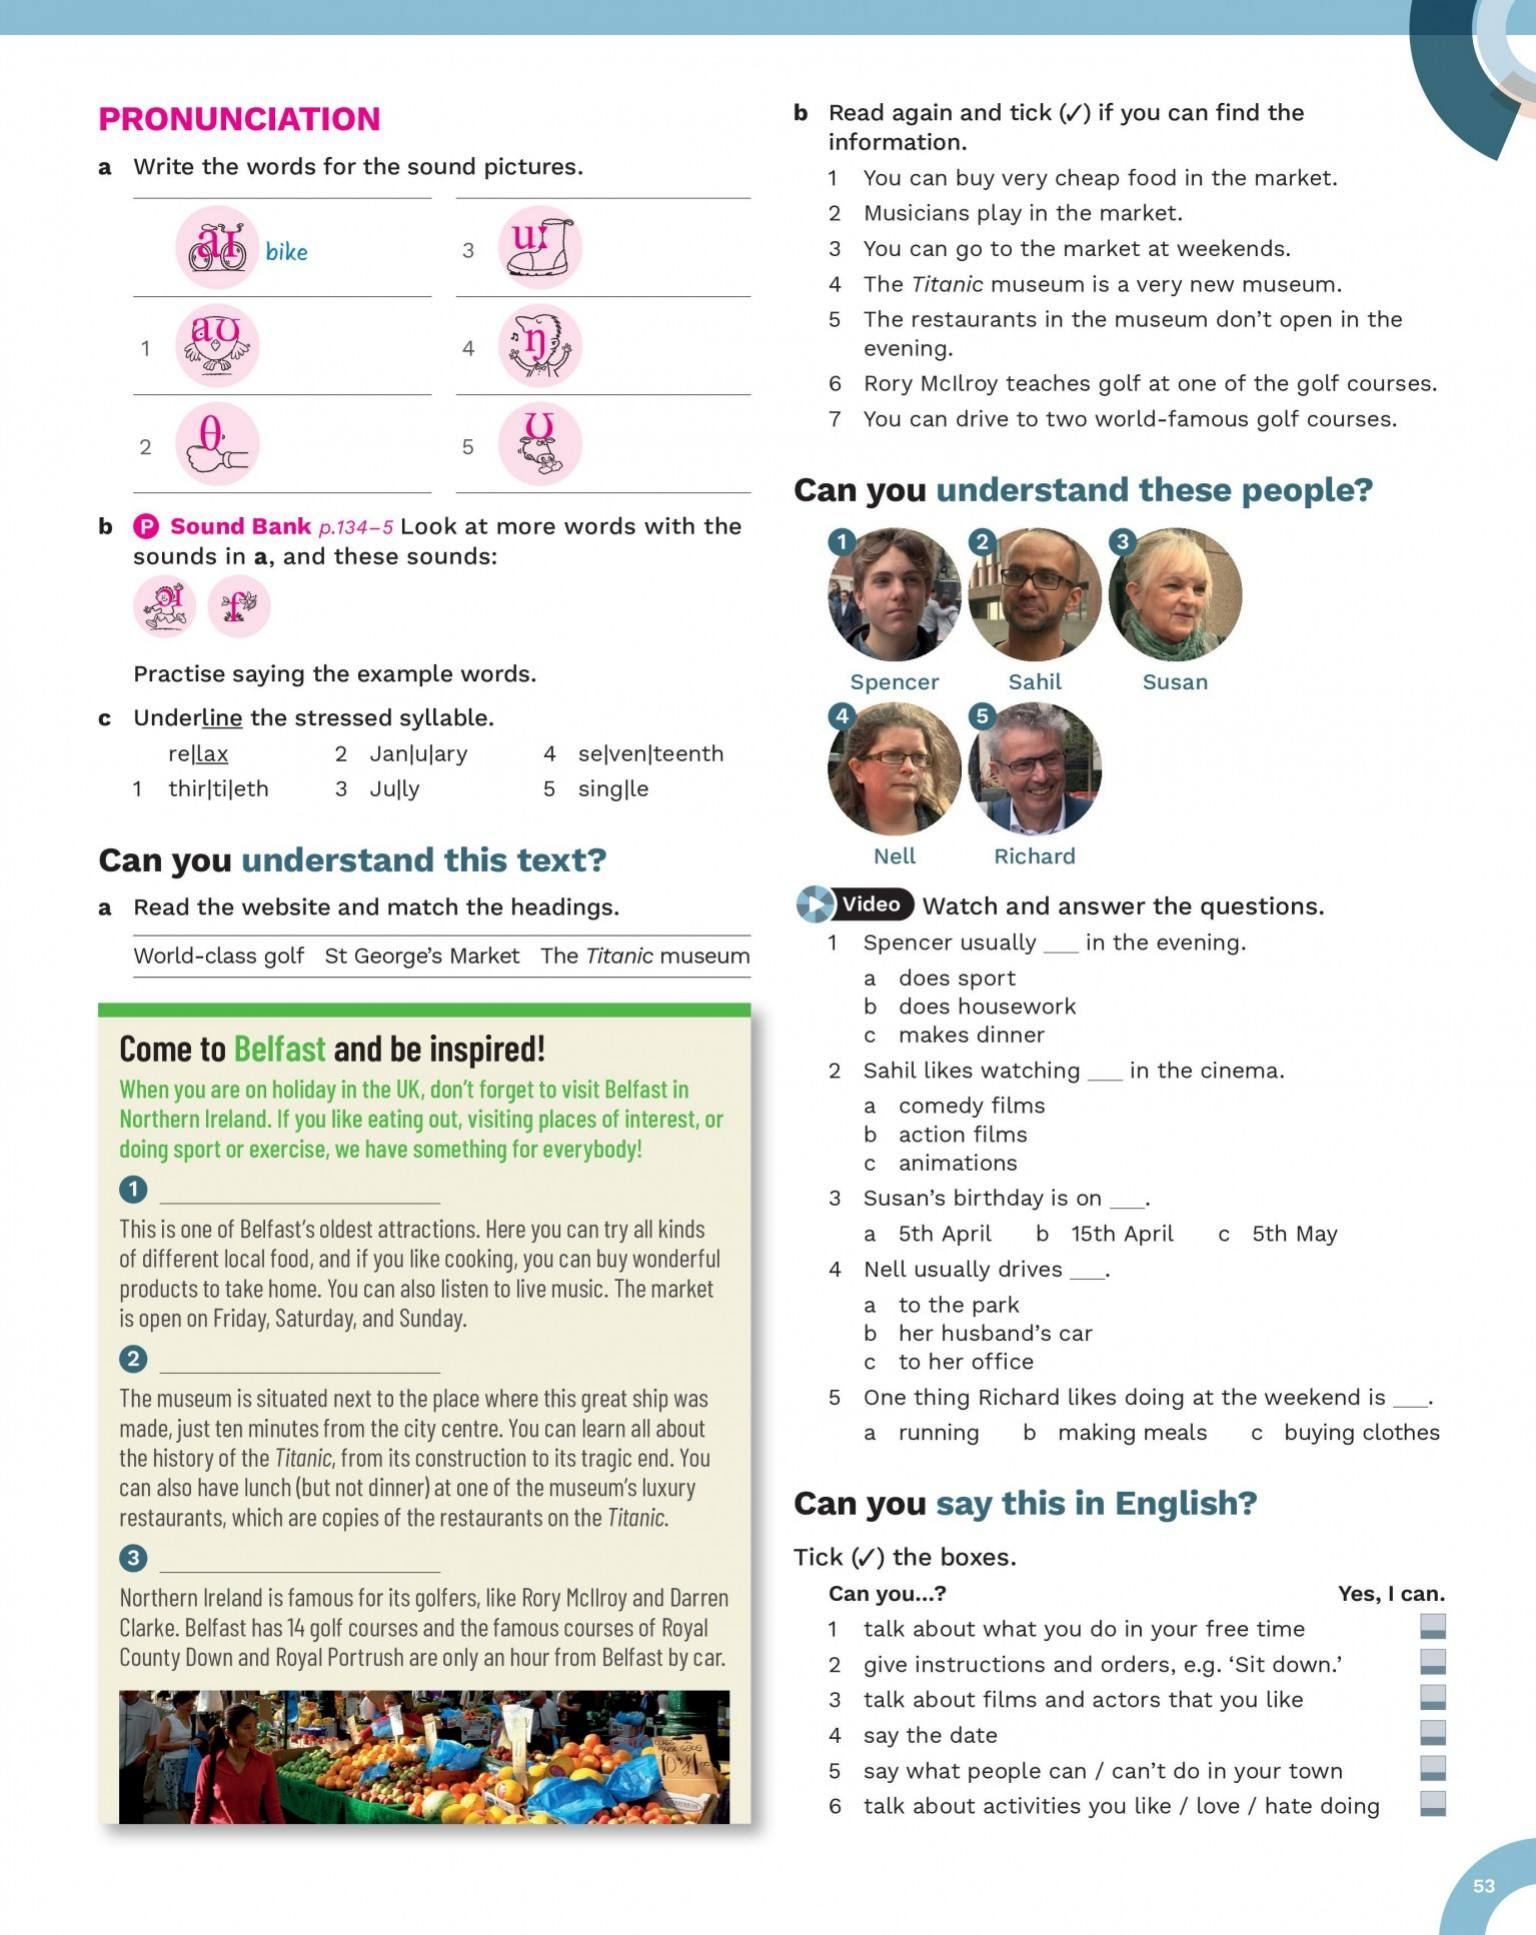 PRONUNCIATION
a Write the words for the sound pictures.
aɪ bike
1 aʊ
2 θ
3 uː
4 ŋ
5 ʊ
b P Sound Bank p.134–5 Look at more words with the
sounds in a, and these sounds:
ɔɪ f
Practise saying the example words.
c Underline the stressed syllable.
re|lax 2 Jan|u|ary 4 se|ven|teenth
1 thir|ti|eth 3 Ju|ly 5 sing|le
Can you understand this text?
a Read the website and match the headings.
World-class golf St George's Market The Titanic museum
Come to Belfast and be inspired!
When you are on holiday in the UK, don't forget to visit Belfast in
Northern Ireland. If you like eating out, visiting places of interest, or
doing sport or exercise, we have something for everybody!
1 ____
This is one of Belfast's oldest attractions. Here you can try all kinds
of different local food, and if you like cooking, you can buy wonderful
products to take home. You can also listen to live music. The market
is open on Friday, Saturday, and Sunday.
2 ____
The museum is situated next to the place where this great ship was
made, just ten minutes from the city centre. You can learn all about
the history of the Titanic, from its construction to its tragic end. You
can also have lunch (but not dinner) at one of the museum's luxury
restaurants, which are copies of the restaurants on the Titanic.
3 ____
Northern Ireland is famous for its golfers, like Rory McIlroy and Darren
Clarke. Belfast has 14 golf courses and the famous courses of Royal
County Down and Royal Portrush are only an hour from Belfast by car.
b Read again and tick (✓) if you can find the
information.
1 You can buy very cheap food in the market.
2 Musicians play in the market.
3 You can go to the market at weekends.
4 The Titanic museum is a very new museum.
5 The restaurants in the museum don't open in the
evening.
6 Rory McIlroy teaches golf at one of the golf courses.
7 You can drive to two world-famous golf courses.
Can you understand these people?
1 2 3
Spencer Sahil Susan
4 5
Nell Richard
Video Watch and answer the questions.
1 Spencer usually ___ in the evening.
a does sport
b does housework
c makes dinner
2 Sahil likes watching ___ in the cinema.
a comedy films
b action films
c animations
3 Susan's birthday is on ___.
a 5th April b 15th April c 5th May
4 Nell usually drives ___.
a to the park
b her husband's car
c to her office
5 One thing Richard likes doing at the weekend is ___.
a running b making meals c buying clothes
Can you say this in English?
Tick (✓) the boxes.
Can you...? Yes, I can.
1 talk about what you do in your free time
2 give instructions and orders, e.g. 'Sit down.'
3 talk about films and actors that you like
4 say the date
5 say what people can / can't do in your town
6 talk about activities you like / love / hate doing
53